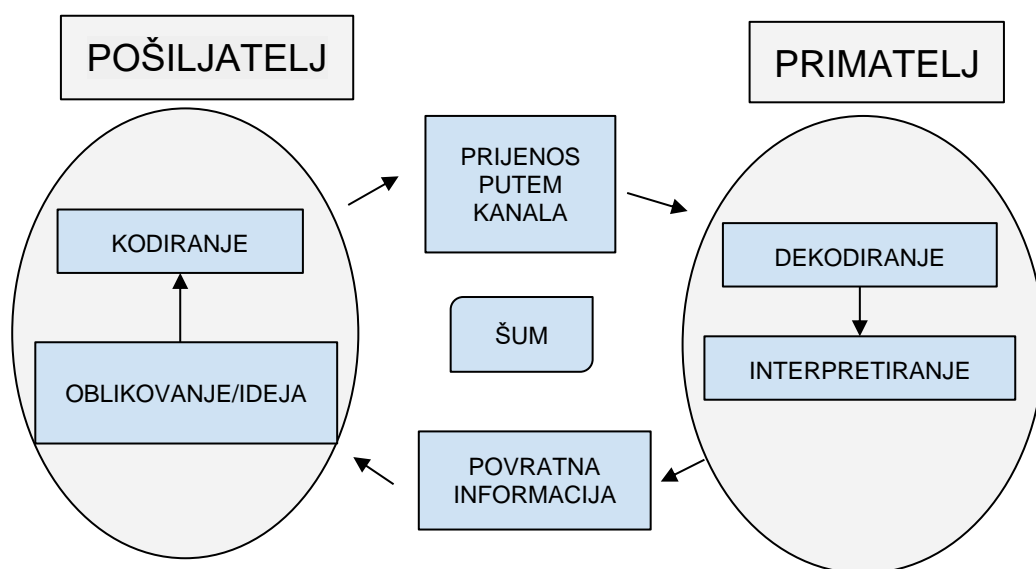 POŠILJATELJ
PRIMATELJ
PRIJENOS
PUTEM
KANALA
KODIRANJE
DEKODIRANJE
ŠUM
OBLIKOVANJE/IDEJA
INTERPRETIRANJE
POVRATNA
INFORMACIJA